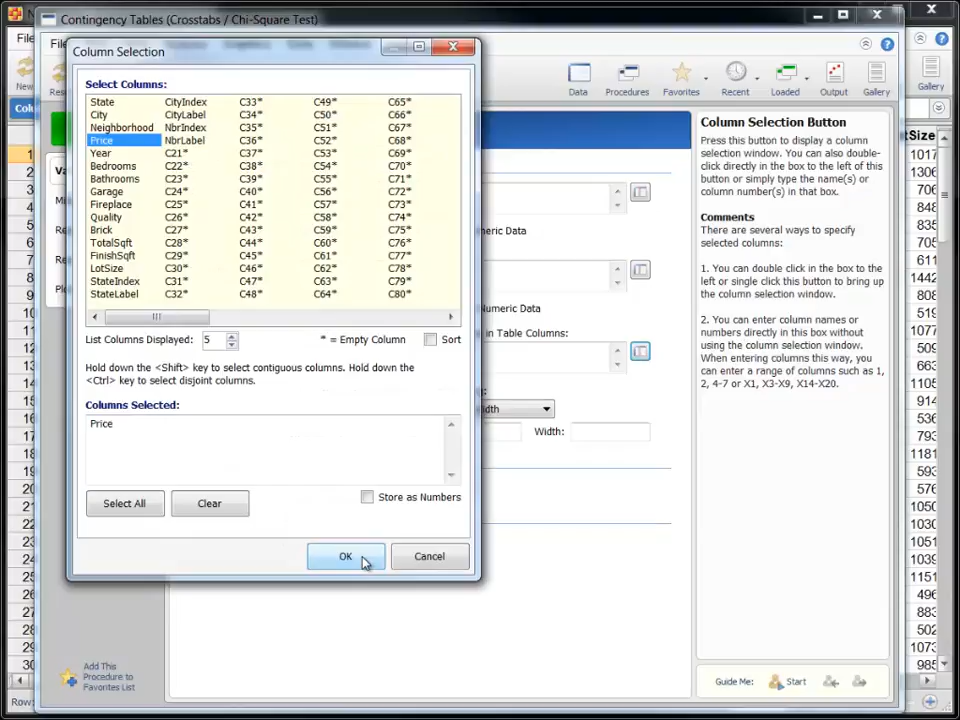 Contingency Tables (Crosstabs / Chi-Square Test)
Column Selection
Select Columns:
State CityIndex C33* C49* C65*
City CityLabel C34* C50* C66*
Neighborhood NbrIndex C35* C51* C67*
Price NbrLabel C36* C52* C68*
Year C21* C37* C53* C69*
Bedrooms C22* C38* C54* C70*
Bathrooms C23* C39* C55* C71*
Garage C24* C40* C56* C72*
Fireplace C25* C41* C57* C73*
Quality C26* C42* C58* C74*
Brick C27* C43* C59* C75*
TotalSqft C28* C44* C60* C76*
FinishSqft C29* C45* C61* C77*
LotSize C30* C46* C62* C78*
StateIndex C31* C47* C63* C79*
StateLabel C32* C48* C64* C80*
List Columns Displayed: 5 * = Empty Column Sort
Hold down the <Shift> key to select contiguous columns. Hold down the
<Ctrl> key to select disjoint columns.
Columns Selected:
Price
Select All Clear Store as Numbers
OK Cancel
Data Procedures Favorites Recent Loaded Output Gallery
Gallery
New
Numeric Data
in Table Columns:
Width:
Column Selection Button
Press this button to display a column
selection window. You can also double-
click directly in the box to the left of this
button or simply type the name(s) or
column number(s) in that box.
Comments
There are several ways to specify
selected columns:
1. You can double click in the box to the
left or single click this button to bring up
the column selection window.
2. You can enter column names or
numbers directly in this box without
using the column selection window.
When entering columns this way, you
can enter a range of columns such as 1,
2, 4-7 or X1, X3-X9, X14-X20.
Add This
Procedure to
Favorites List
Guide Me: Start